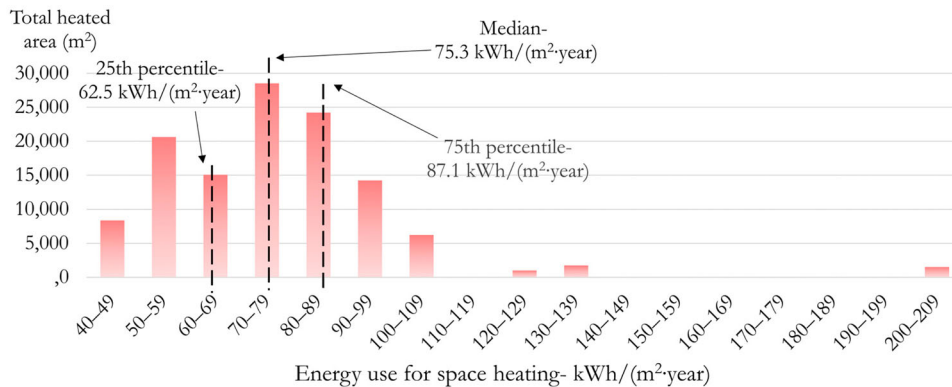 Total heated
area (m²)
Median-
75.3 kWh/(m²·year)
25th percentile-
62.5 kWh/(m²·year)
75th percentile-
87.1 kWh/(m²·year)
30,000
25,000
20,000
15,000
10,000
5,000
,0
40–49
50–59
60–69
70–79
80–89
90–99
100–109
110–119
120–129
130–139
140–149
150–159
160–169
170–179
180–189
190–199
200–209
Energy use for space heating- kWh/(m²·year)